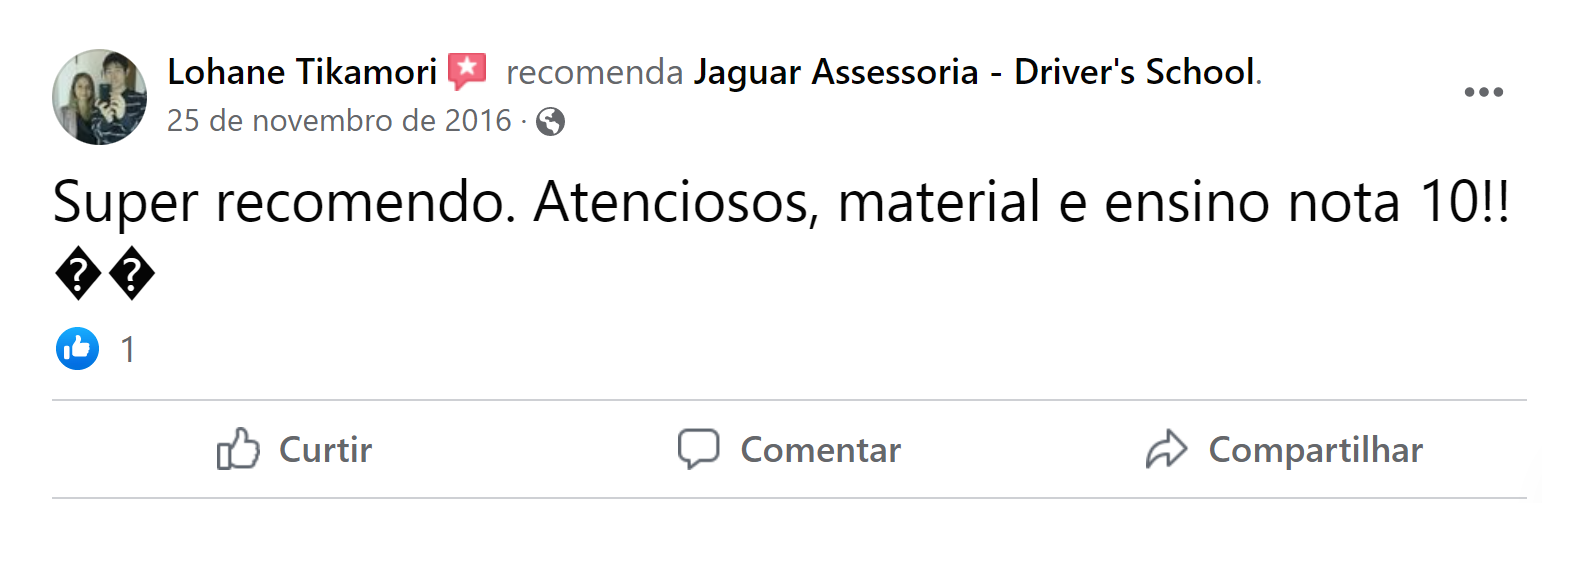 Lohane Tikamori recomenda Jaguar Assessoria - Driver's School.
25 de novembro de 2016 ·
Super recomendo. Atenciosos, material e ensino nota 10!!
��
1
Curtir Comentar Compartilhar